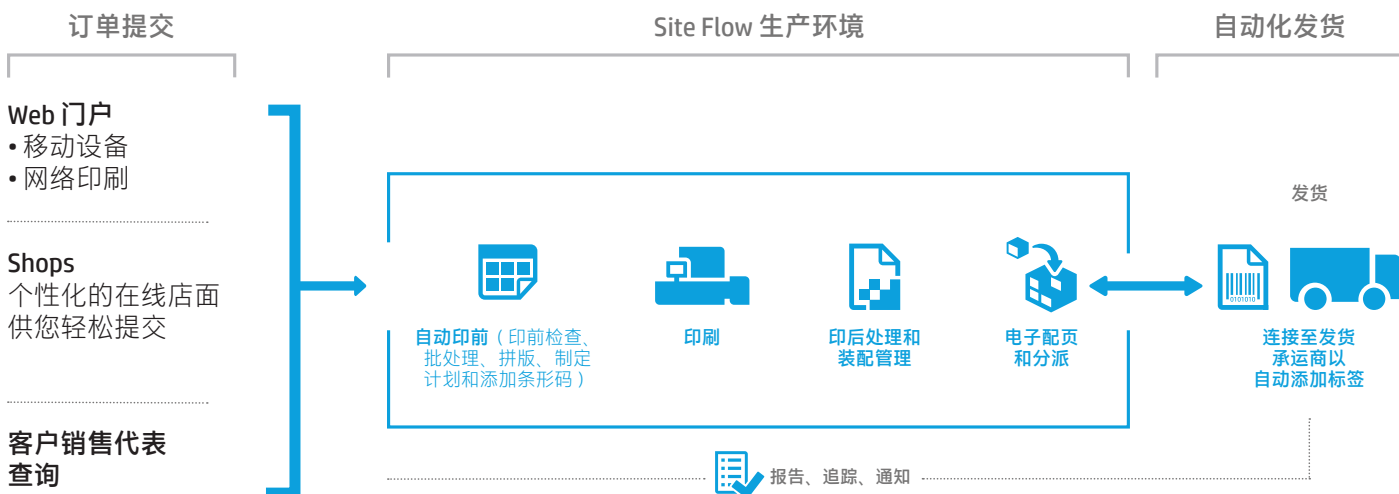 订单提交
Site Flow 生产环境
自动化发货
Web 门户
• 移动设备
• 网络印刷
Shops
个性化的在线店面
供您轻松提交
客户销售代表
查询
自动印前（印前检查、
批处理、拼版、制定
计划和添加条形码）
印刷
印后处理和
装配管理
电子配页
和分派
发货
0101010
连接至发货
承运商以
自动添加标签
报告、追踪、通知